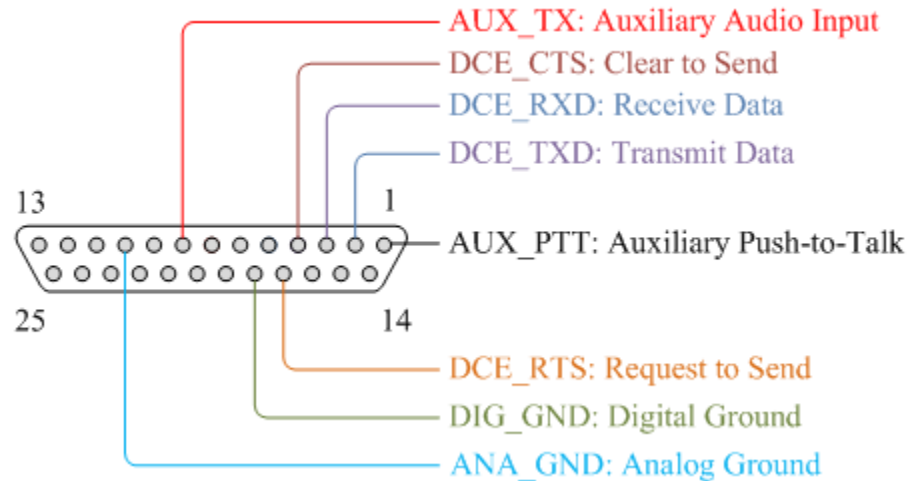 AUX_TX: Auxiliary Audio Input
DCE_CTS: Clear to Send
DCE_RXD: Receive Data
DCE_TXD: Transmit Data
13 1
AUX_PTT: Auxiliary Push-to-Talk
25 14
DCE_RTS: Request to Send
DIG_GND: Digital Ground
ANA_GND: Analog Ground